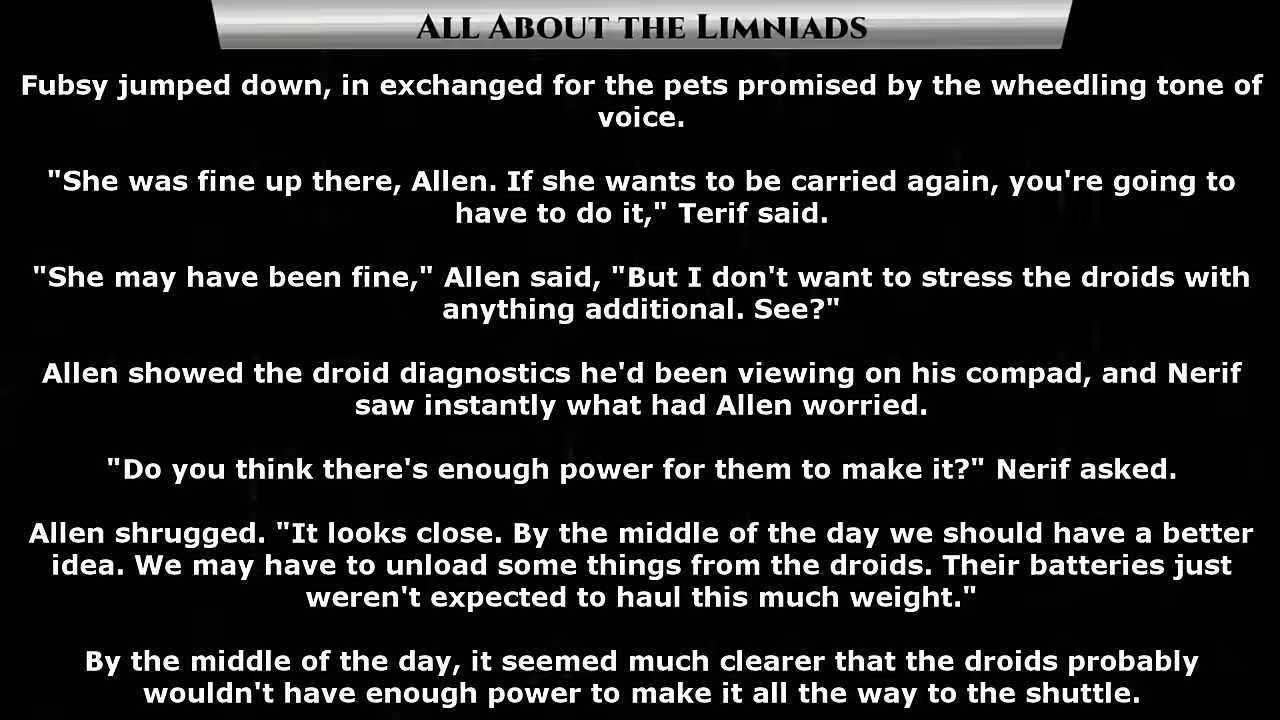 All About the Limniads
Fubsy jumped down, in exchanged for the pets promised by the wheedling tone of
voice.
"She was fine up there, Allen. If she wants to be carried again, you're going to
have to do it," Terif said.
"She may have been fine," Allen said, "But I don't want to stress the droids with
anything additional. See?"
Allen showed the droid diagnostics he'd been viewing on his compad, and Nerif
saw instantly what had Allen worried.
"Do you think there's enough power for them to make it?" Nerif asked.
Allen shrugged. "It looks close. By the middle of the day we should have a better
idea. We may have to unload some things from the droids. Their batteries just
weren't expected to haul this much weight."
By the middle of the day, it seemed much clearer that the droids probably
wouldn't have enough power to make it all the way to the shuttle.